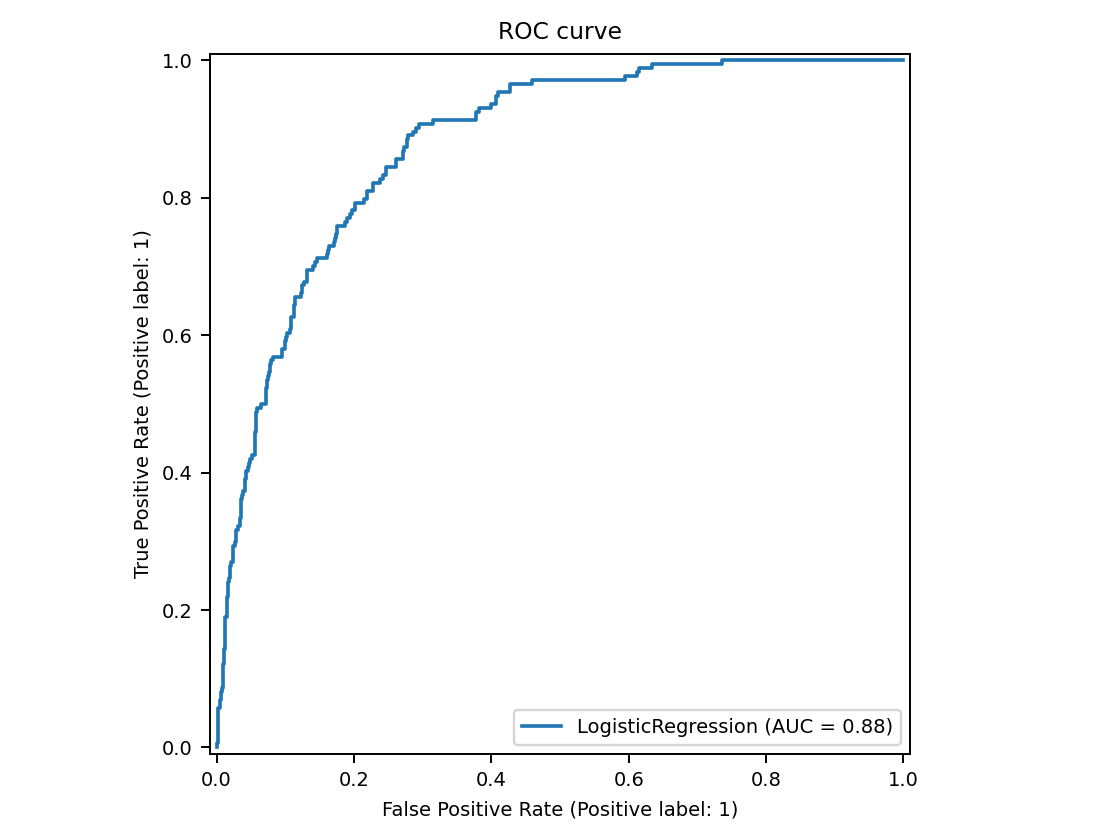 ROC curve
1.0
0.8
0.6
0.4
0.2
0.0
True Positive Rate (Positive label: 1)
LogisticRegression (AUC = 0.88)
0.0 0.2 0.4 0.6 0.8 1.0
False Positive Rate (Positive label: 1)